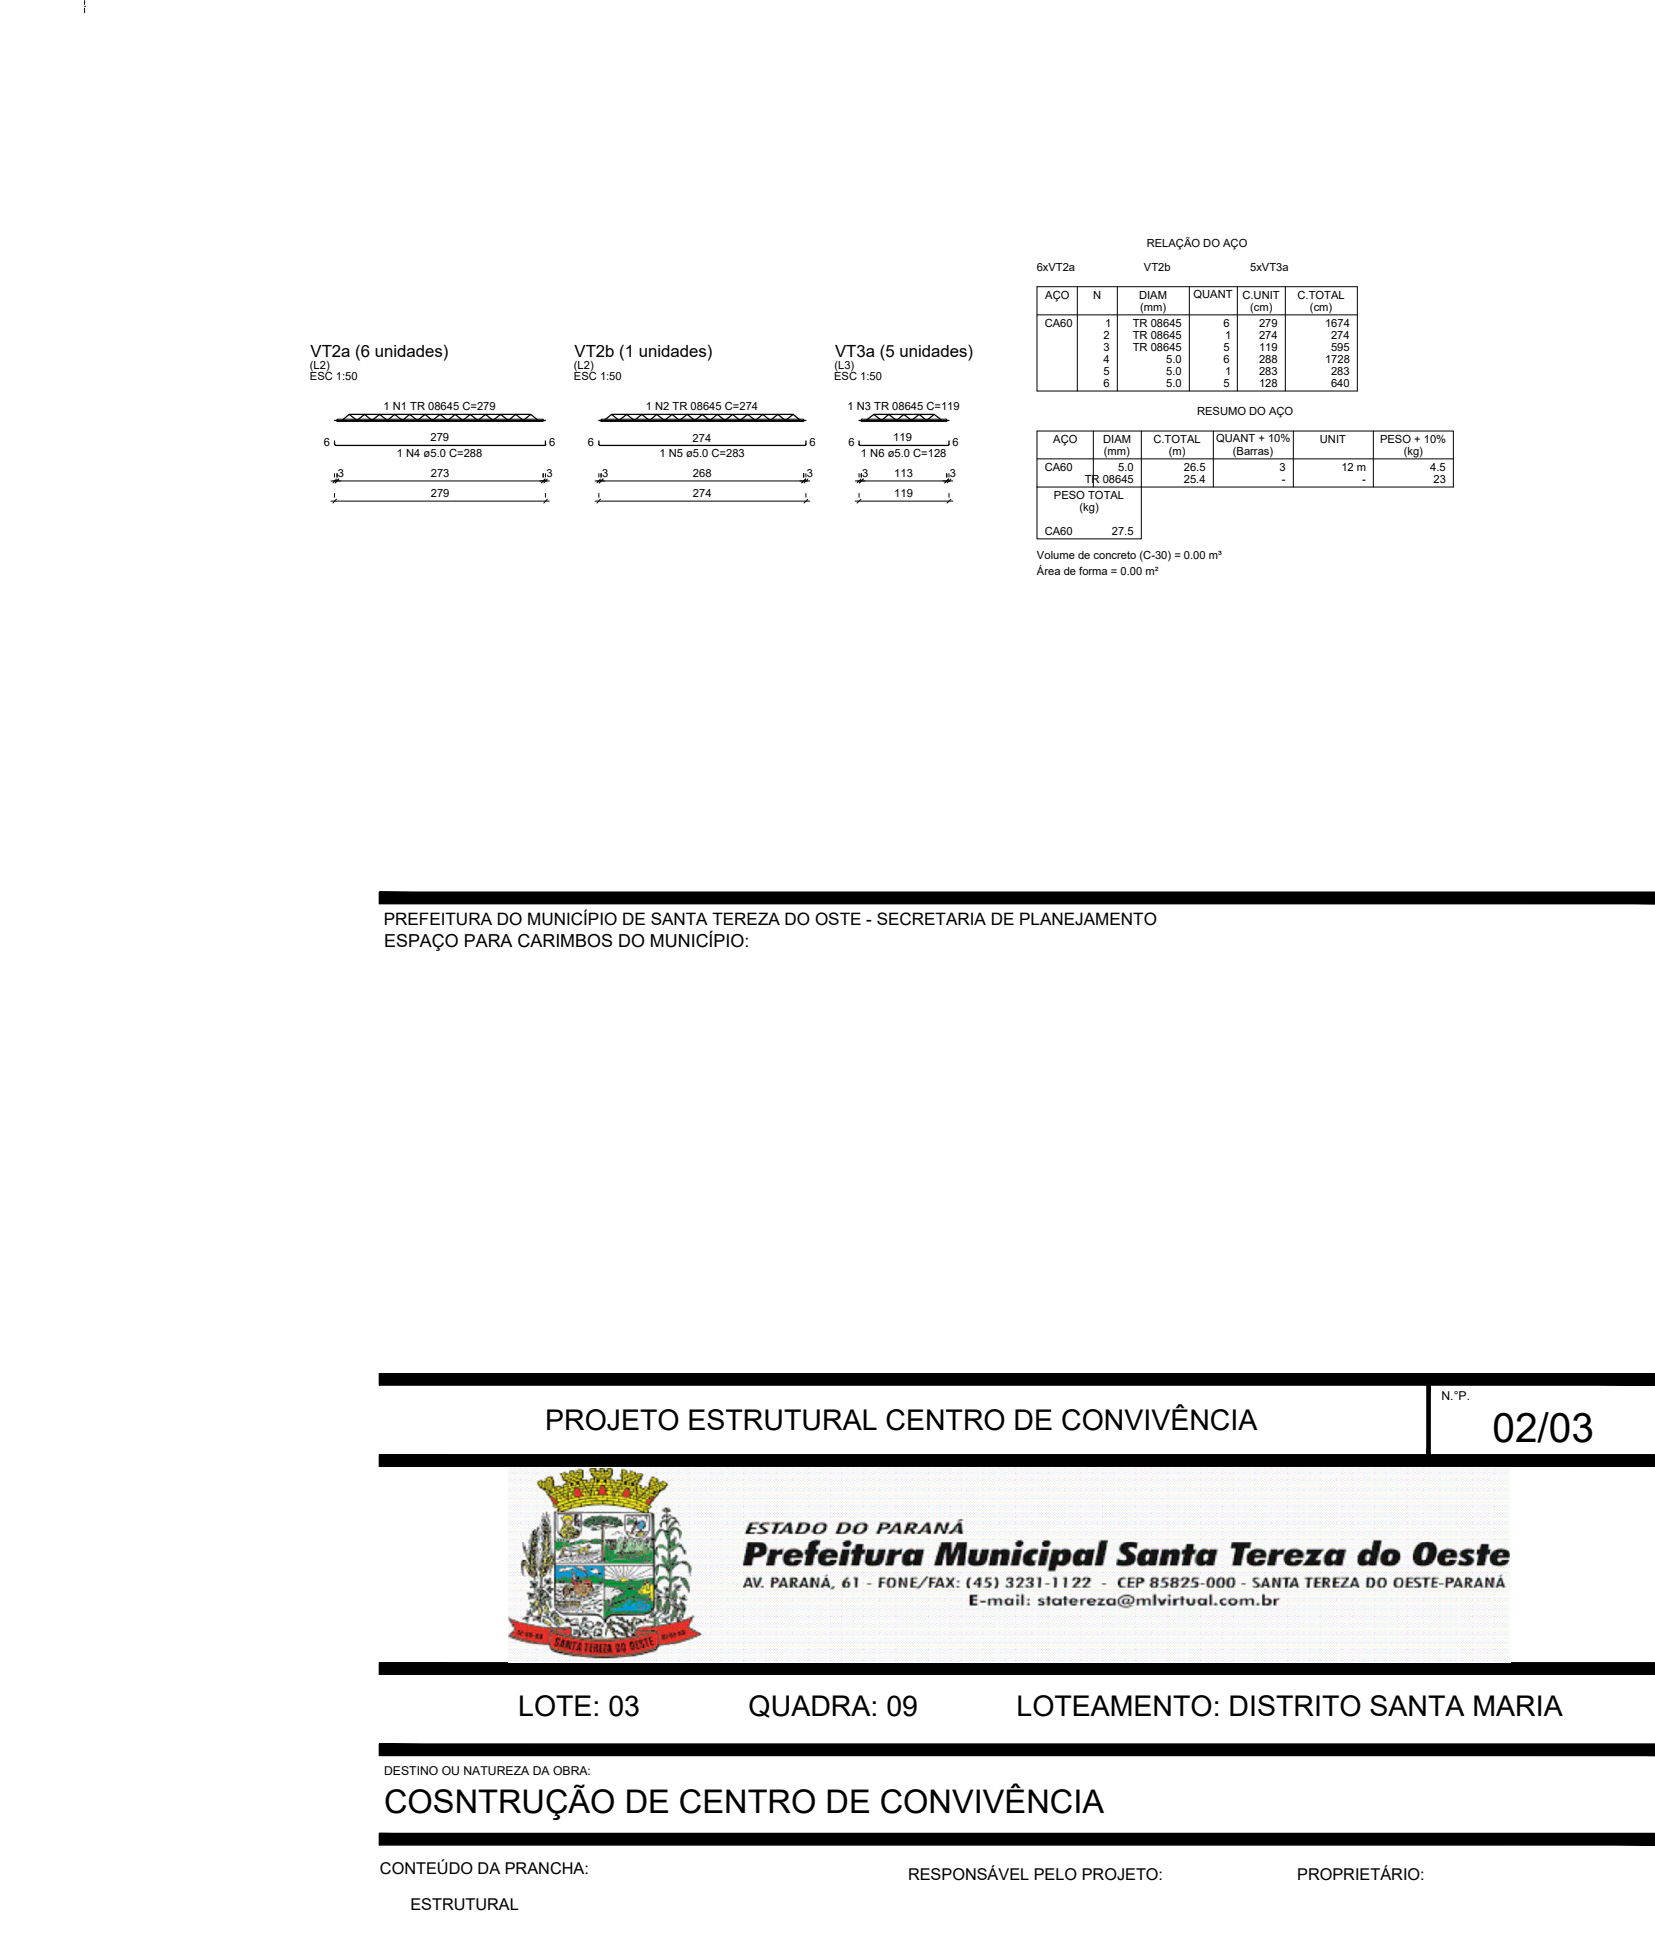 VT2a (6 unidades)
(L2)
ESC 1:50
1 N1 TR 08645 C=279
279
6 6
1 N4 ø5.0 C=288
3 273 3
279
VT2b (1 unidades)
(L2)
ESC 1:50
1 N2 TR 08645 C=274
274
6 6
1 N5 ø5.0 C=283
3 268 3
274
VT3a (5 unidades)
(L3)
ESC 1:50
1 N3 TR 08645 C=119
119
6 6
1 N6 ø5.0 C=128
3 113 3
119
RELAÇÃO DO AÇO
6xVT2a VT2b 5xVT3a
AÇO N DIAM QUANT C.UNIT C.TOTAL
(mm) (cm) (cm)
CA60 1 TR 08645 6 279 1674
2 TR 08645 1 274 274
3 TR 08645 5 119 595
4 5.0 6 288 1728
5 5.0 1 283 283
6 5.0 5 128 640
RESUMO DO AÇO
AÇO DIAM C.TOTAL QUANT + 10% UNIT PESO + 10%
(mm) (m) (Barras) (kg)
CA60 5.0 26.5 3 12 m 4.5
TR 08645 25.4 - - 23
PESO TOTAL
(kg)
CA60 27.5
Volume de concreto (C-30) = 0.00 m³
Área de forma = 0.00 m²
PREFEITURA DO MUNICÍPIO DE SANTA TEREZA DO OSTE - SECRETARIA DE PLANEJAMENTO
ESPAÇO PARA CARIMBOS DO MUNICÍPIO:
PROJETO ESTRUTURAL CENTRO DE CONVIVÊNCIA
N.°P.
02/03
ESTADO DO PARANÁ
Prefeitura Municipal Santa Tereza do Oeste
AV. PARANÁ, 61 - FONE/FAX: (45) 3231-1122 - CEP 85825-000 - SANTA TEREZA DO OESTE-PARANÁ
E-mail: statereza@mlvirtual.com.br
SANTA TEREZA DO OESTE
LOTE: 03 QUADRA: 09 LOTEAMENTO: DISTRITO SANTA MARIA
DESTINO OU NATUREZA DA OBRA:
COSNTRUÇÃO DE CENTRO DE CONVIVÊNCIA
CONTEÚDO DA PRANCHA:
ESTRUTURAL
RESPONSÁVEL PELO PROJETO:
PROPRIETÁRIO: